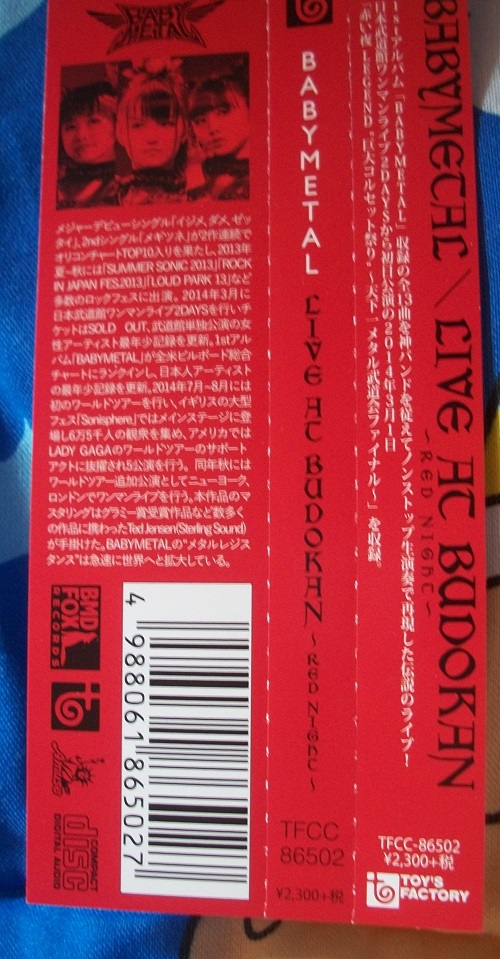 BABYMETAL / LIVE AT BUDOKAN
~RED NIGHT~
1stアルバム「BABYMETAL」収録の全13曲を神バンドを従えてノンストップ生演奏で再現した伝説のライブ!
日本武道館ワンマンライブ2DAYSから初日公演の2014年3月1日
「赤い夜 LEGEND "巨大コルセット祭り" ~天下一メタル武道会ファイナル~」を収録。
TFCC-86502
¥2,300+税
TOY'S
FACTORY
BABYMETAL LIVE AT BUDOKAN ~RED NIGHT~
TFCC
86502
¥2,300+税
BABY
METAL
メジャーデビューシングル「イジメ、ダメ、ゼッ
タイ」、2ndシングル「メギツネ」が2作連続で
オリコンチャートTOP10入りを果たし、2013年
夏~秋には「SUMMER SONIC 2013」「ROCK
IN JAPAN FES.2013」「LOUD PARK 13」など
多数のロックフェスに出演。2014年3月に
日本武道館ワンマンライブ2DAYSを行いチ
ケットはSOLD OUT、武道館単独公演の女
性アーティスト最年少記録を更新。1stアル
バム「BABYMETAL」が全米ビルボード総合
チャートにランクインし、日本人アーティスト
の最年少記録を更新。2014年7月~8月には
初のワールドツアーを行い、イギリスの大型
フェス「Sonisphere」ではメインステージに登
場し6万5千人の観衆を集め、アメリカでは
LADY GAGAのワールドツアーのサポート
アクトに抜擢され5公演を行う。同年秋には
ワールドツアー追加公演としてニューヨーク、
ロンドンでワンマンライブを行う。本作品のマ
スタリングはグラミー賞受賞作品など数多く
の作品に携わったTed Jensen(Sterling Sound)
が手掛けた。BABYMETALの"メタルレジス
タンス"は急速に世界へと拡大している。
BMD
FOX
RECORDS
Amuse
COMPACT
disc
DIGITAL AUDIO
4 988061 865027